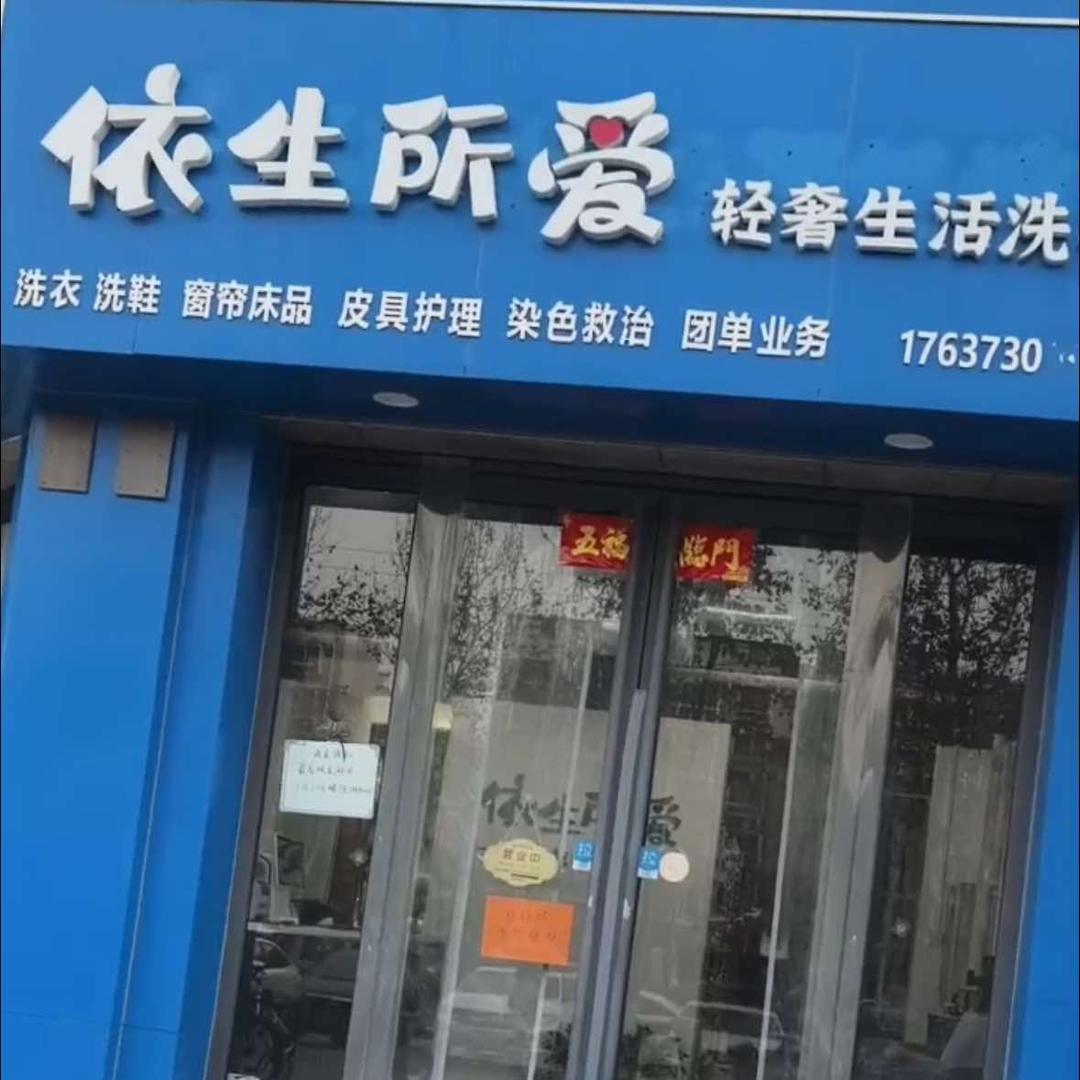 依生所爱 轻奢生活洗
洗衣 洗鞋 窗帘床品 皮具护理 染色救治 团单业务 1763730
五福 臨門
依生所爱
营业中
拉 拉